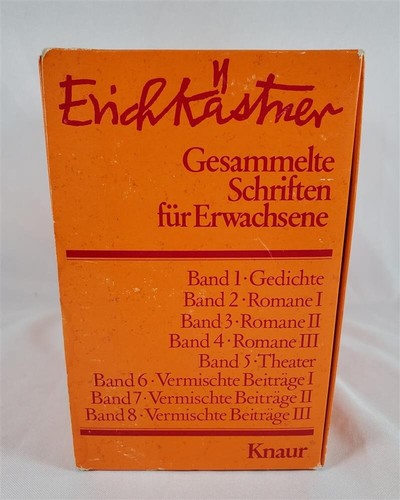 Erich Kästner
Gesammelte
Schriften
für Erwachsene
Band 1 · Gedichte
Band 2 · Romane I
Band 3 · Romane II
Band 4 · Romane III
Band 5 · Theater
Band 6 · Vermischte Beiträge I
Band 7 · Vermischte Beiträge II
Band 8 · Vermischte Beiträge III
Knaur